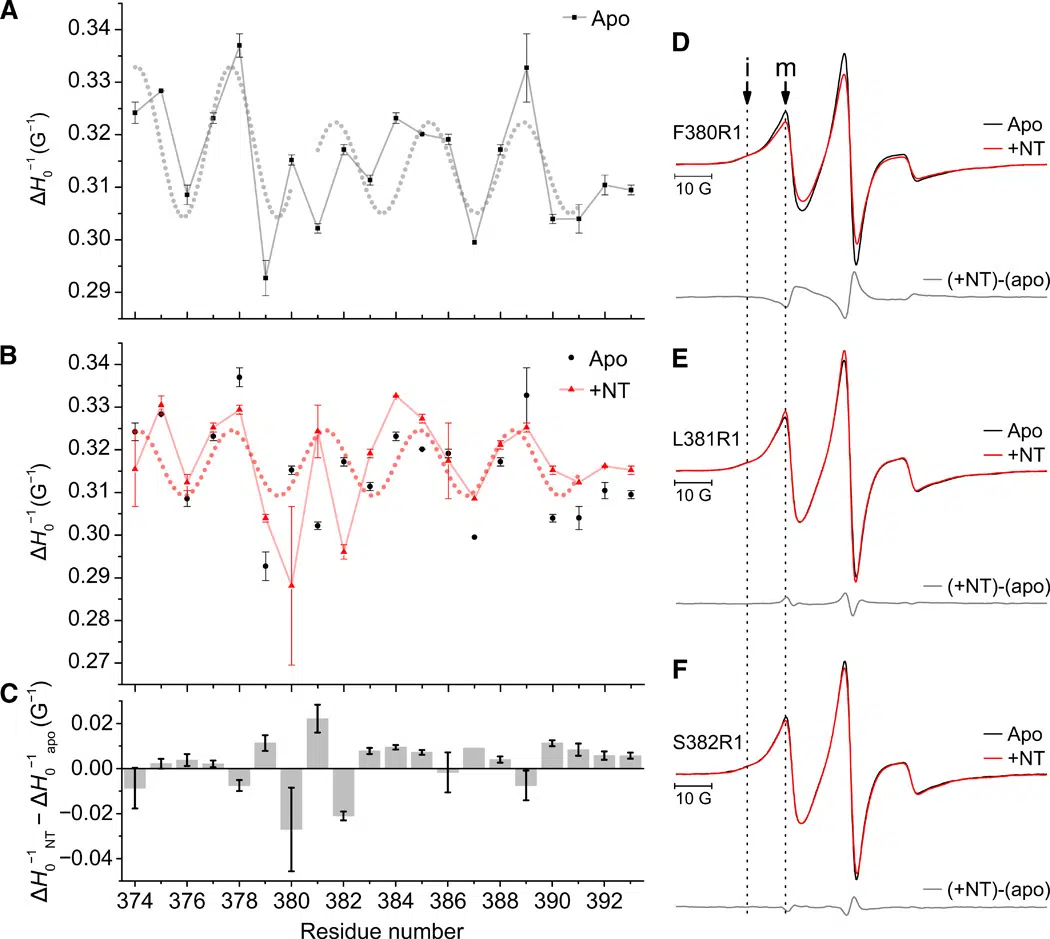 A
0.34
0.33
0.32
0.31
0.30
0.29
ΔH₀⁻¹ (G⁻¹)
Apo
B
0.34
0.33
0.32
0.31
0.30
0.29
0.28
0.27
ΔH₀⁻¹ (G⁻¹)
Apo
+NT
C
0.02
0.00
−0.02
−0.04
ΔH₀⁻¹NT − ΔH₀⁻¹apo (G⁻¹)
374 376 378 380 382 384 386 388 390 392
Residue number
D
i m
F380R1
Apo
+NT
10 G
(+NT)-(apo)
E
L381R1
Apo
+NT
10 G
(+NT)-(apo)
F
S382R1
Apo
+NT
10 G
(+NT)-(apo)